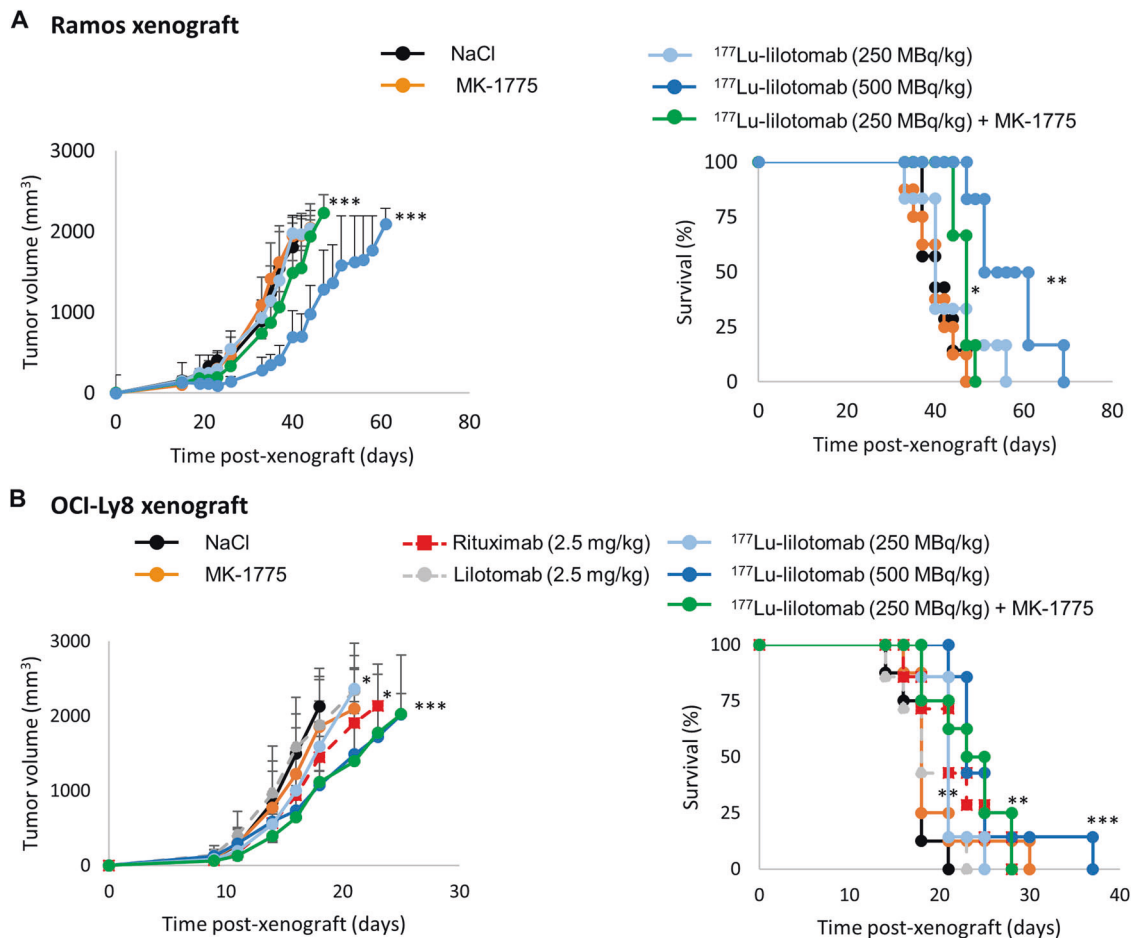 A Ramos xenograft
NaCl
MK-1775
¹⁷⁷Lu-lilotomab (250 MBq/kg)
¹⁷⁷Lu-lilotomab (500 MBq/kg)
¹⁷⁷Lu-lilotomab (250 MBq/kg) + MK-1775
Tumor volume (mm³)
3000
2000
1000
0
***
***
0 20 40 60 80
Time post-xenograft (days)
Survival (%)
100
75
50
25
0
*
**
0 20 40 60 80
Time post-xenograft (days)
B OCI-Ly8 xenograft
NaCl
MK-1775
Rituximab (2.5 mg/kg)
Lilotomab (2.5 mg/kg)
¹⁷⁷Lu-lilotomab (250 MBq/kg)
¹⁷⁷Lu-lilotomab (500 MBq/kg)
¹⁷⁷Lu-lilotomab (250 MBq/kg) + MK-1775
Tumor volume (mm³)
3000
2000
1000
0
*
*
***
0 10 20 30
Time post-xenograft (days)
Survival (%)
100
75
50
25
0
**
**
***
0 10 20 30 40
Time post-xenograft (days)